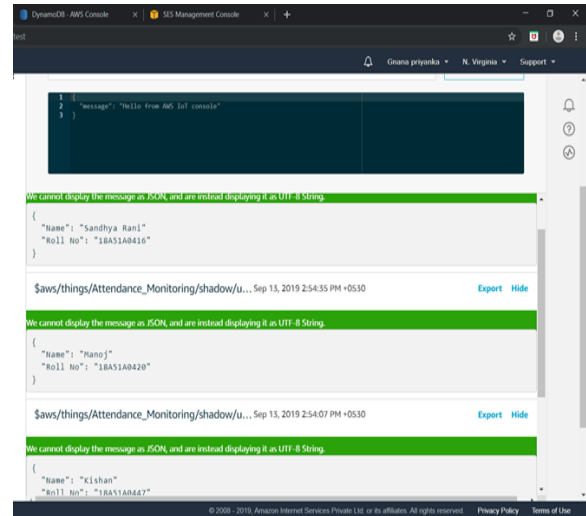 DynamoDB - AWS Console
SES Management Console
test
Gnana priyanka N. Virginia Support
1 {
2 "message": "Hello from AWS IoT console"
3 }
We cannot display the message as JSON, and are instead displaying it as UTF-8 String.
{
"Name": "Sandhya Rani"
"Roll No": "18A51A0416"
}
$aws/things/Attendance_Monitoring/shadow/u... Sep 13, 2019 2:54:35 PM +0530 Export Hide
We cannot display the message as JSON, and are instead displaying it as UTF-8 String.
{
"Name": "Manoj"
"Roll No": "18A51A0420"
}
$aws/things/Attendance_Monitoring/shadow/u... Sep 13, 2019 2:54:07 PM +0530 Export Hide
We cannot display the message as JSON, and are instead displaying it as UTF-8 String.
{
"Name": "Kishan"
"Roll No": "18A51A0447"
© 2008 - 2019, Amazon Internet Services Private Ltd. or its affiliates. All rights reserved. Privacy Policy Terms of Use